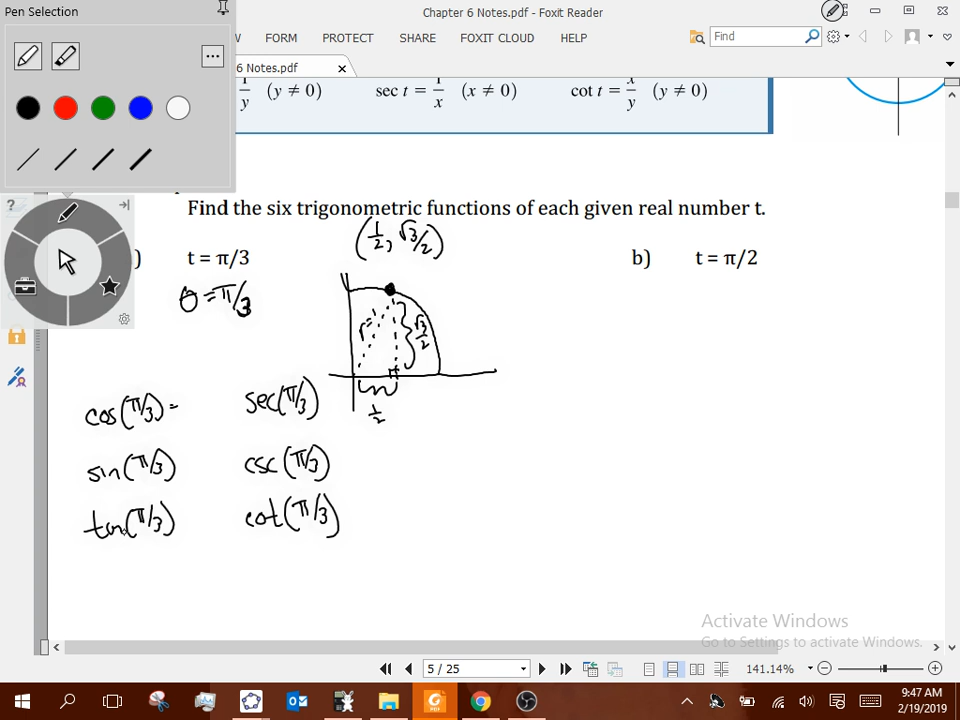 Pen Selection
Chapter 6 Notes.pdf - Foxit Reader
FORM PROTECT SHARE FOXIT CLOUD HELP
Find
6 Notes.pdf
y (y ≠ 0) sec t = 1/x (x ≠ 0) cot t = x/y (y ≠ 0)
Find the six trigonometric functions of each given real number t.
(1/2, √3/2)
) t = π/3 b) t = π/2
θ = π/3
√3/2
1/2
cos(π/3) = sec(π/3)
sin(π/3) csc(π/3)
tan(π/3) cot(π/3)
Activate Windows
Go to Settings to activate Windows.
5 / 25 141.14%
9:47 AM
2/19/2019